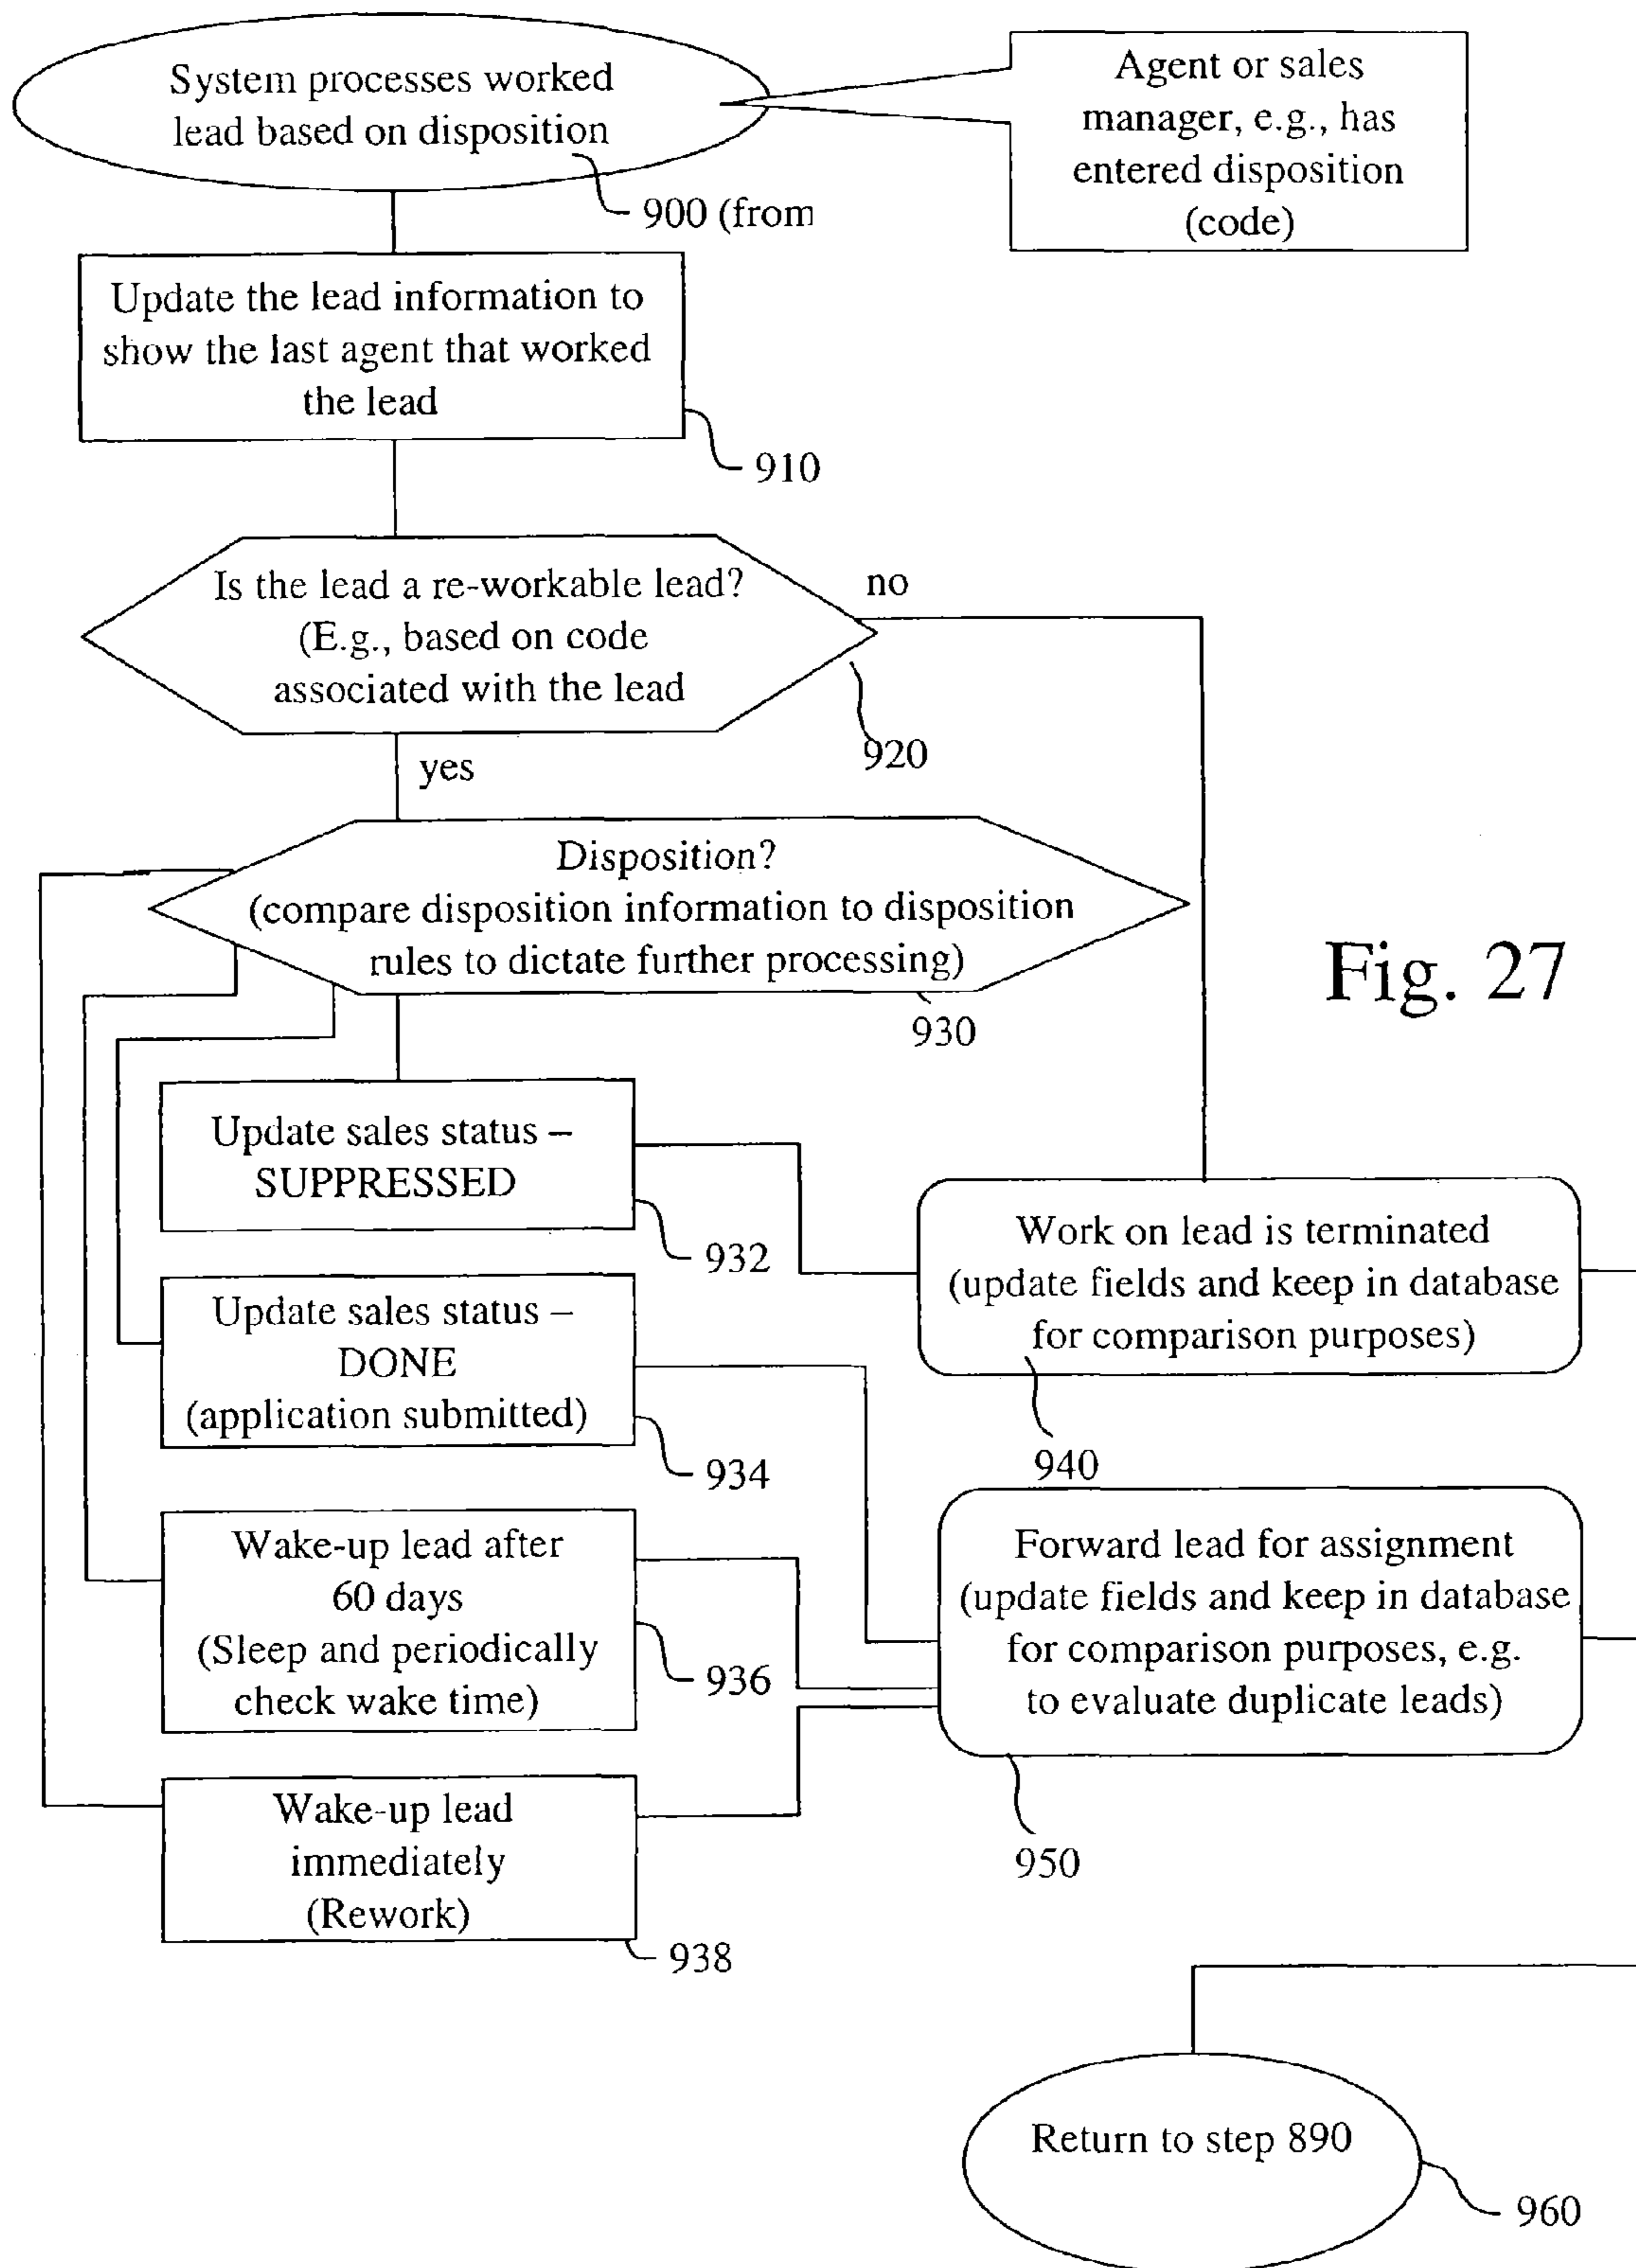 System processes worked
lead based on disposition
900 (from
Agent or sales
manager, e.g., has
entered disposition
(code)
Update the lead information to
show the last agent that worked
the lead
910
Is the lead a re-workable lead?
(E.g., based on code
associated with the lead
no
920
yes
Disposition?
(compare disposition information to disposition
rules to dictate further processing)
930
Fig. 27
Update sales status –
SUPPRESSED
932
Update sales status –
DONE
(application submitted)
934
Wake-up lead after
60 days
(Sleep and periodically
check wake time)
936
Wake-up lead
immediately
(Rework)
938
Work on lead is terminated
(update fields and keep in database
for comparison purposes)
940
Forward lead for assignment
(update fields and keep in database
for comparison purposes, e.g.
to evaluate duplicate leads)
950
Return to step 890
960